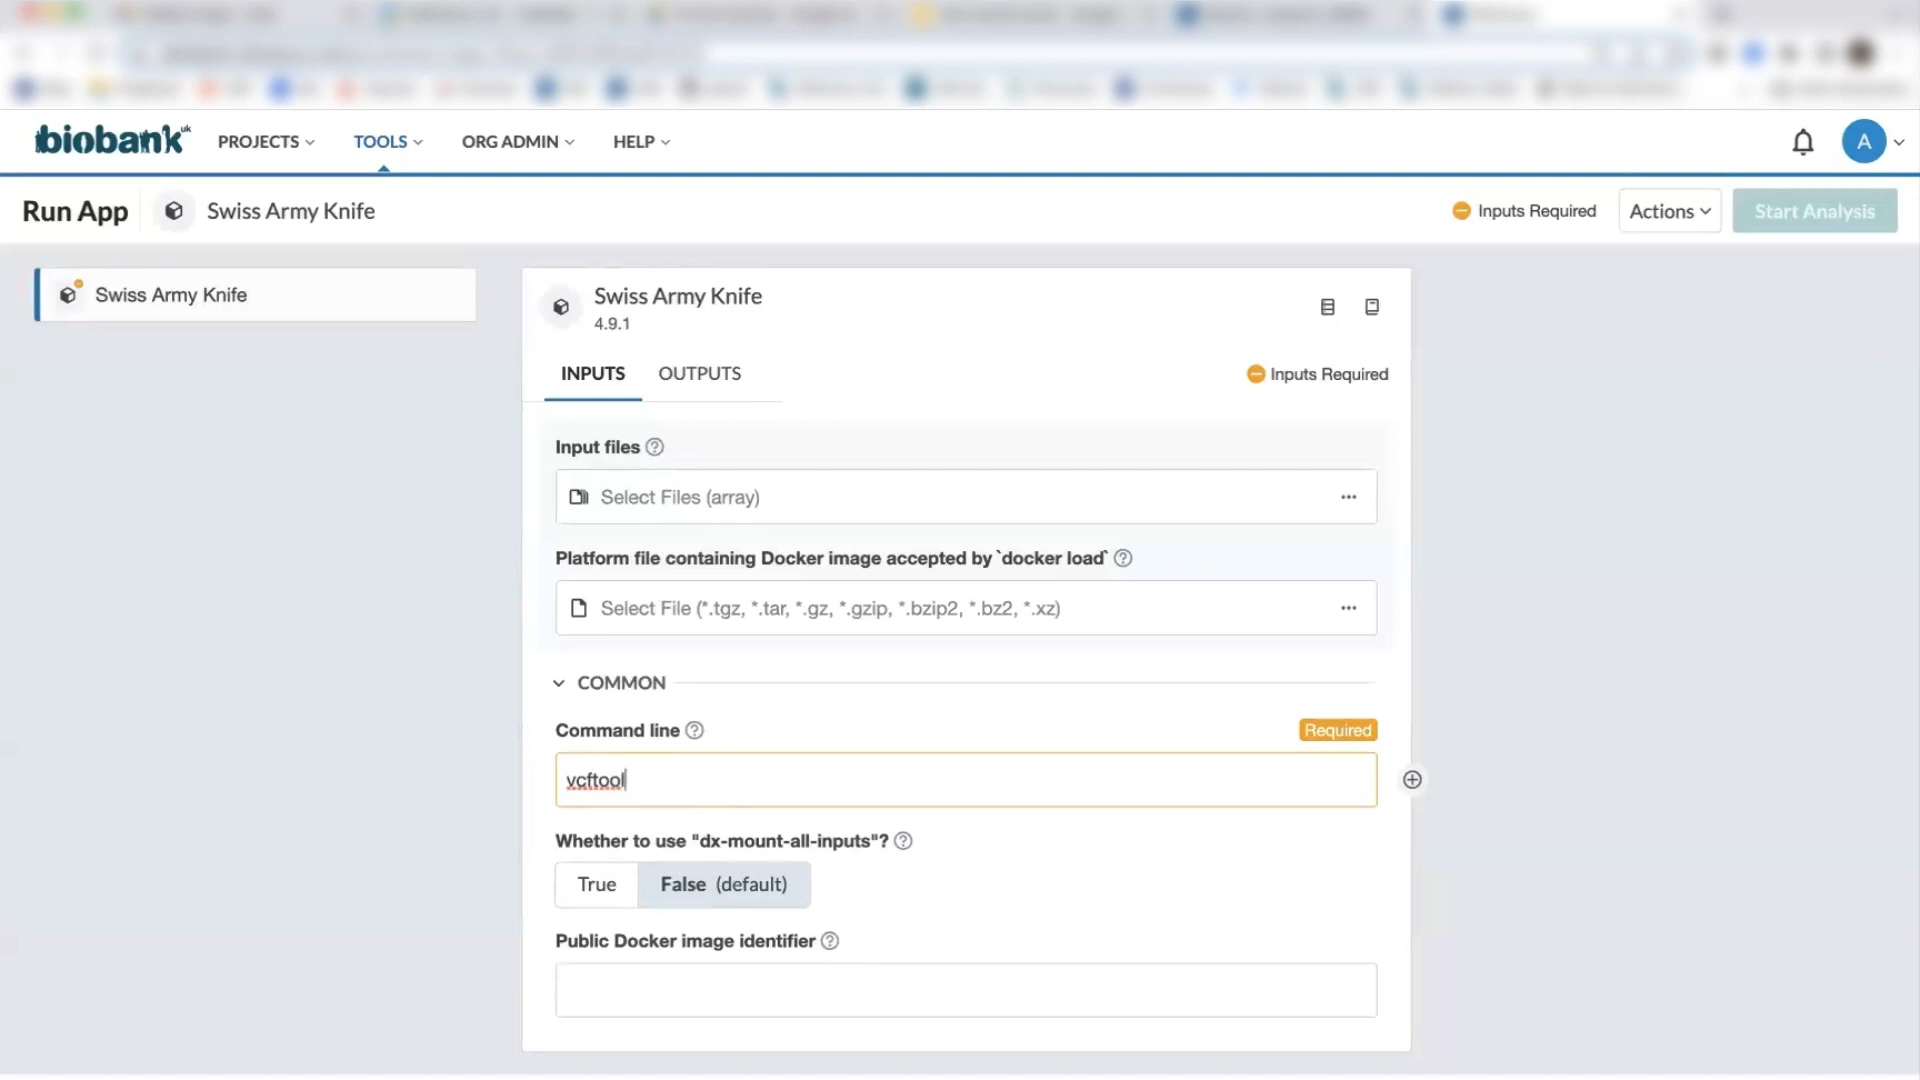 biobank uk
PROJECTS
TOOLS
ORG ADMIN
HELP
A
Run App
Swiss Army Knife
Inputs Required
Actions
Start Analysis
Swiss Army Knife
Swiss Army Knife
4.9.1
INPUTS
OUTPUTS
Inputs Required
Input files
Select Files (array)
Platform file containing Docker image accepted by `docker load`
Select File (*.tgz, *.tar, *.gz, *.gzip, *.bzip2, *.bz2, *.xz)
COMMON
Command line
Required
vcftool
Whether to use "dx-mount-all-inputs"?
True
False (default)
Public Docker image identifier